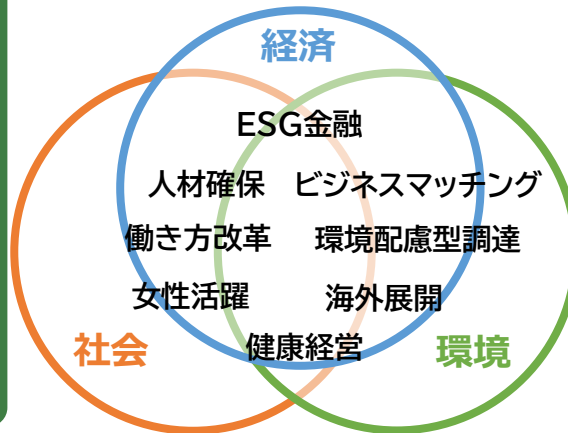 経済
ESG金融
人材確保 ビジネスマッチング
働き方改革 環境配慮型調達
女性活躍 海外展開
社会 健康経営 環境